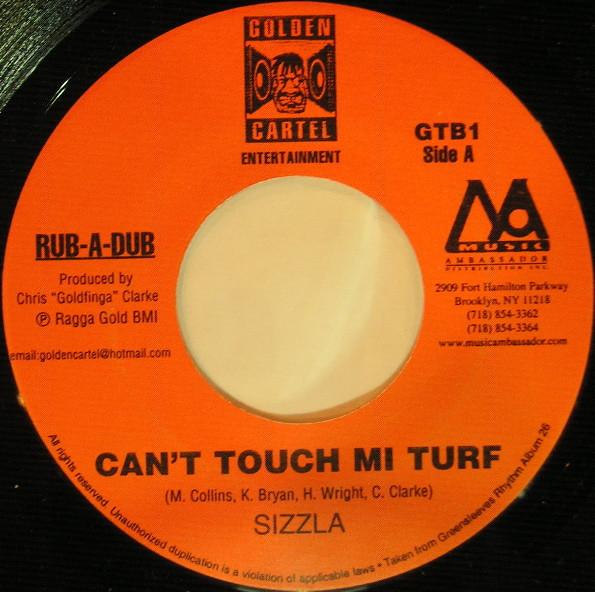 GOLDEN
CARTEL
ENTERTAINMENT
GTB1
Side A
RUB-A-DUB
Produced by
Chris "Goldfinga" Clarke
℗ Ragga Gold BMI
email:goldencartel@hotmail.com
MA
MUSIC
AMBASSADOR
DISTRIBUTION INC.
2909 Fort Hamilton Parkway
Brooklyn, NY 11218
(718) 854-3362
(718) 854-3364
www.musicambassador.com
CAN'T TOUCH MI TURF
(M. Collins, K. Bryan, H. Wright, C. Clarke)
SIZZLA
All rights reserved. Unauthorized duplication is a violation of applicable laws • Taken from Greensleeves Rhythm Album 26